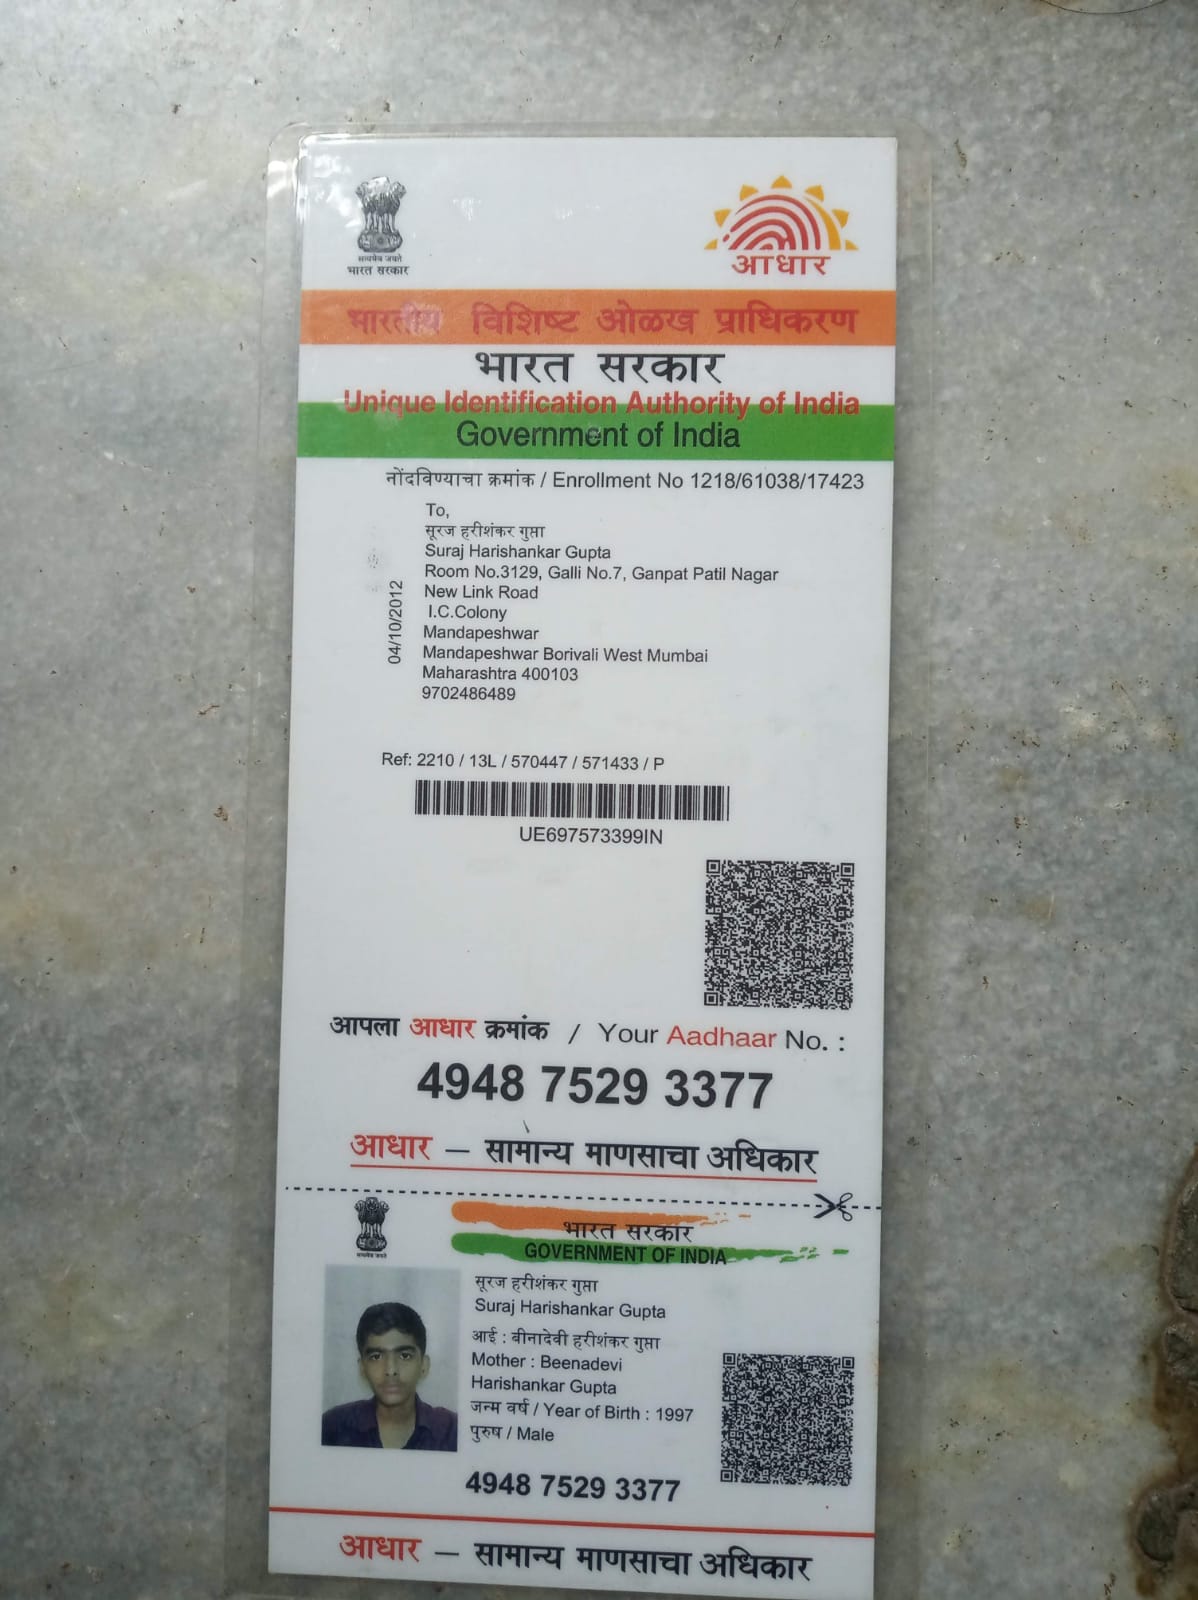 सत्यमेव जयते
भारत सरकार
आधार
भारतीय विशिष्ट ओळख प्राधिकरण
भारत सरकार
Unique Identification Authority of India
Government of India
नोंदविण्याचा क्रमांक / Enrollment No 1218/61038/17423
To,
सूरज हरीशंकर गुप्ता
Suraj Harishankar Gupta
Room No.3129, Galli No.7, Ganpat Patil Nagar
New Link Road
I.C.Colony
Mandapeshwar
Mandapeshwar Borivali West Mumbai
Maharashtra 400103
9702486489
04/10/2012
Ref: 2210 / 13L / 570447 / 571433 / P
UE697573399IN
आपला आधार क्रमांक / Your Aadhaar No. :
4948 7529 3377
आधार – सामान्य माणसाचा अधिकार
सत्यमेव जयते
भारत सरकार
GOVERNMENT OF INDIA
सूरज हरीशंकर गुप्ता
Suraj Harishankar Gupta
आई : बीनादेवी हरीशंकर गुप्ता
Mother : Beenadevi
Harishankar Gupta
जन्म वर्ष / Year of Birth : 1997
पुरुष / Male
4948 7529 3377
आधार – सामान्य माणसाचा अधिकार